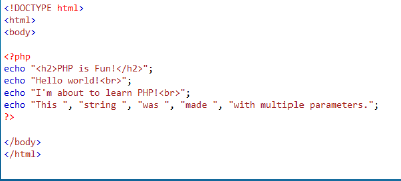 <!DOCTYPE html>
<html>
<body>
<?php
echo "<h2>PHP is Fun!</h2>";
echo "Hello world!<br>";
echo "I'm about to learn PHP!<br>";
echo "This ", "string ", "was ", "made ", "with multiple parameters.";
?>
</body>
</html>